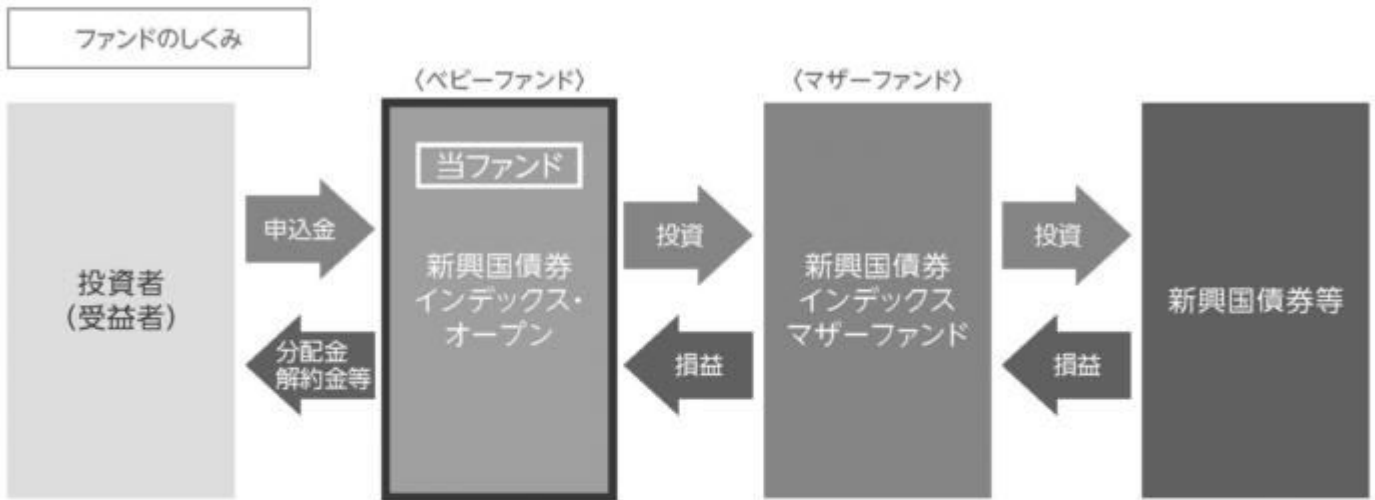 ファンドのしくみ
〈ベビーファンド〉
〈マザーファンド〉
投資者
(受益者)
申込金
分配金
解約金等
当ファンド
新興国債券
インデックス・
オープン
投資
損益
新興国債券
インデックス
マザーファンド
投資
損益
新興国債券等